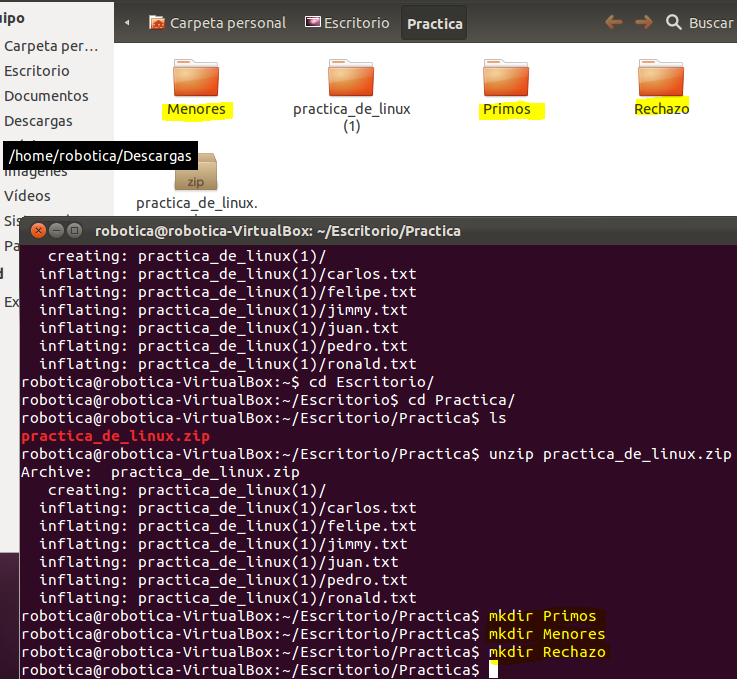 ipo
Carpeta personal
Escritorio
Practica
Buscar
Carpeta per...
Escritorio
Documentos
Descargas
/home/robotica/Descargas
Imágenes
Vídeos
Sis
Pa
d
Ex
Menores
practica_de_linux
(1)
Primos
Rechazo
zip
practica_de_linux.
robotica@robotica-VirtualBox: ~/Escritorio/Practica
creating: practica_de_linux(1)/
inflating: practica_de_linux(1)/carlos.txt
inflating: practica_de_linux(1)/felipe.txt
inflating: practica_de_linux(1)/jimmy.txt
inflating: practica_de_linux(1)/juan.txt
inflating: practica_de_linux(1)/pedro.txt
inflating: practica_de_linux(1)/ronald.txt
robotica@robotica-VirtualBox:~$ cd Escritorio/
robotica@robotica-VirtualBox:~/Escritorio$ cd Practica/
robotica@robotica-VirtualBox:~/Escritorio/Practica$ ls
practica_de_linux.zip
robotica@robotica-VirtualBox:~/Escritorio/Practica$ unzip practica_de_linux.zip
Archive:  practica_de_linux.zip
creating: practica_de_linux(1)/
inflating: practica_de_linux(1)/carlos.txt
inflating: practica_de_linux(1)/felipe.txt
inflating: practica_de_linux(1)/jimmy.txt
inflating: practica_de_linux(1)/juan.txt
inflating: practica_de_linux(1)/pedro.txt
inflating: practica_de_linux(1)/ronald.txt
robotica@robotica-VirtualBox:~/Escritorio/Practica$ mkdir Primos
robotica@robotica-VirtualBox:~/Escritorio/Practica$ mkdir Menores
robotica@robotica-VirtualBox:~/Escritorio/Practica$ mkdir Rechazo
robotica@robotica-VirtualBox:~/Escritorio/Practica$